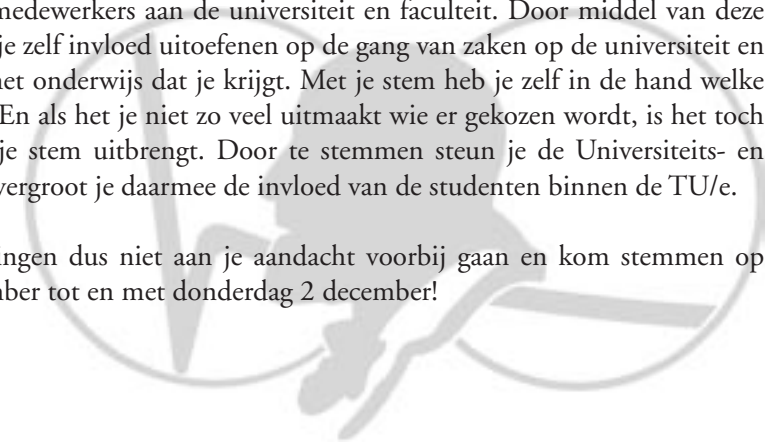 medewerkers aan de universiteit en faculteit. Door middel van deze
je zelf invloed uitoefenen op de gang van zaken op de universiteit en
het onderwijs dat je krijgt. Met je stem heb je zelf in de hand welke
En als het je niet zo veel uitmaakt wie er gekozen wordt, is het toch
je stem uitbrengt. Door te stemmen steun je de Universiteits- en
vergroot je daarmee de invloed van de studenten binnen de TU/e.
ingen dus niet aan je aandacht voorbij gaan en kom stemmen op
mber tot en met donderdag 2 december!